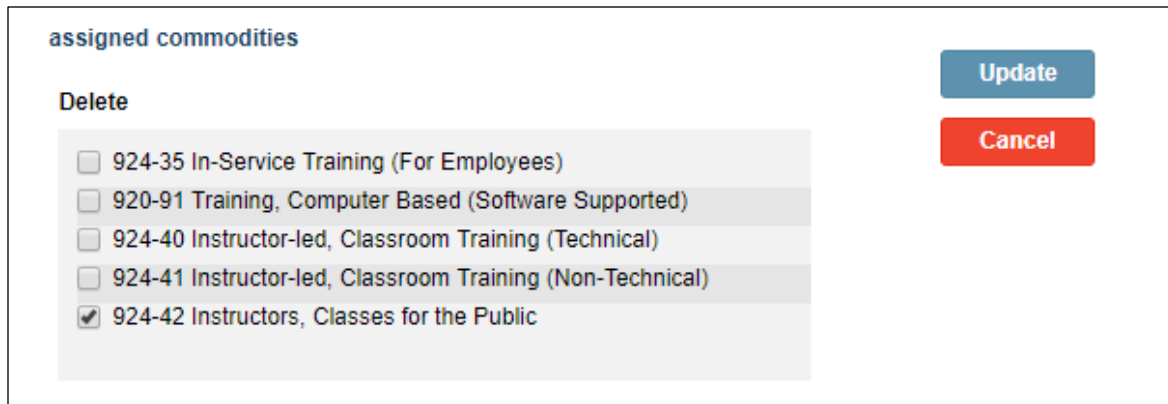 assigned commodities
Update
Delete
Cancel
924-35 In-Service Training (For Employees)
920-91 Training, Computer Based (Software Supported)
924-40 Instructor-led, Classroom Training (Technical)
924-41 Instructor-led, Classroom Training (Non-Technical)
924-42 Instructors, Classes for the Public